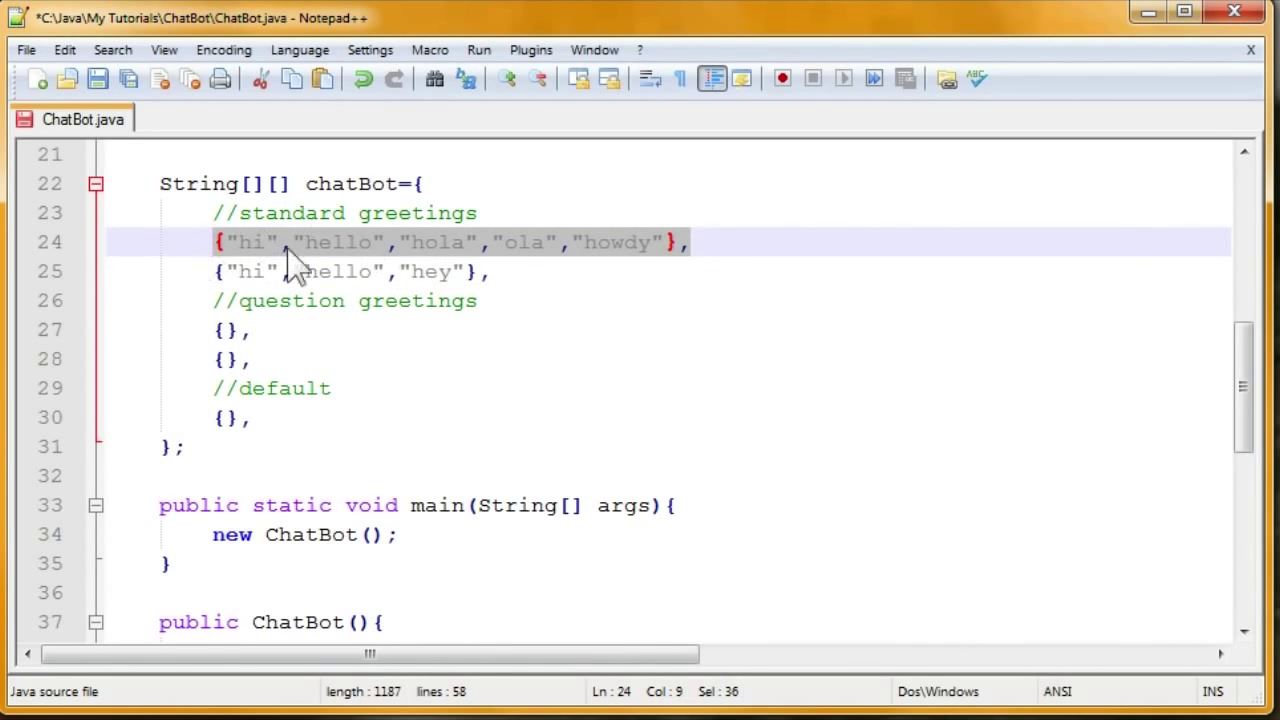 *C:\Java\My Tutorials\ChatBot\ChatBot.java - Notepad++
File Edit Search View Encoding Language Settings Macro Run Plugins Window ? X
ABC
ChatBot.java
21
22 String[][] chatBot={
23 //standard greetings
24 {"hi","hello","hola","ola","howdy"},
25 {"hi","hello","hey"},
26 //question greetings
27 {},
28 {},
29 //default
30 {},
31 };
32
33 public static void main(String[] args){
34 new ChatBot();
35 }
36
37 public ChatBot(){
Java source file length : 1187 lines : 58 Ln : 24 Col : 9 Sel : 36 Dos\Windows ANSI INS